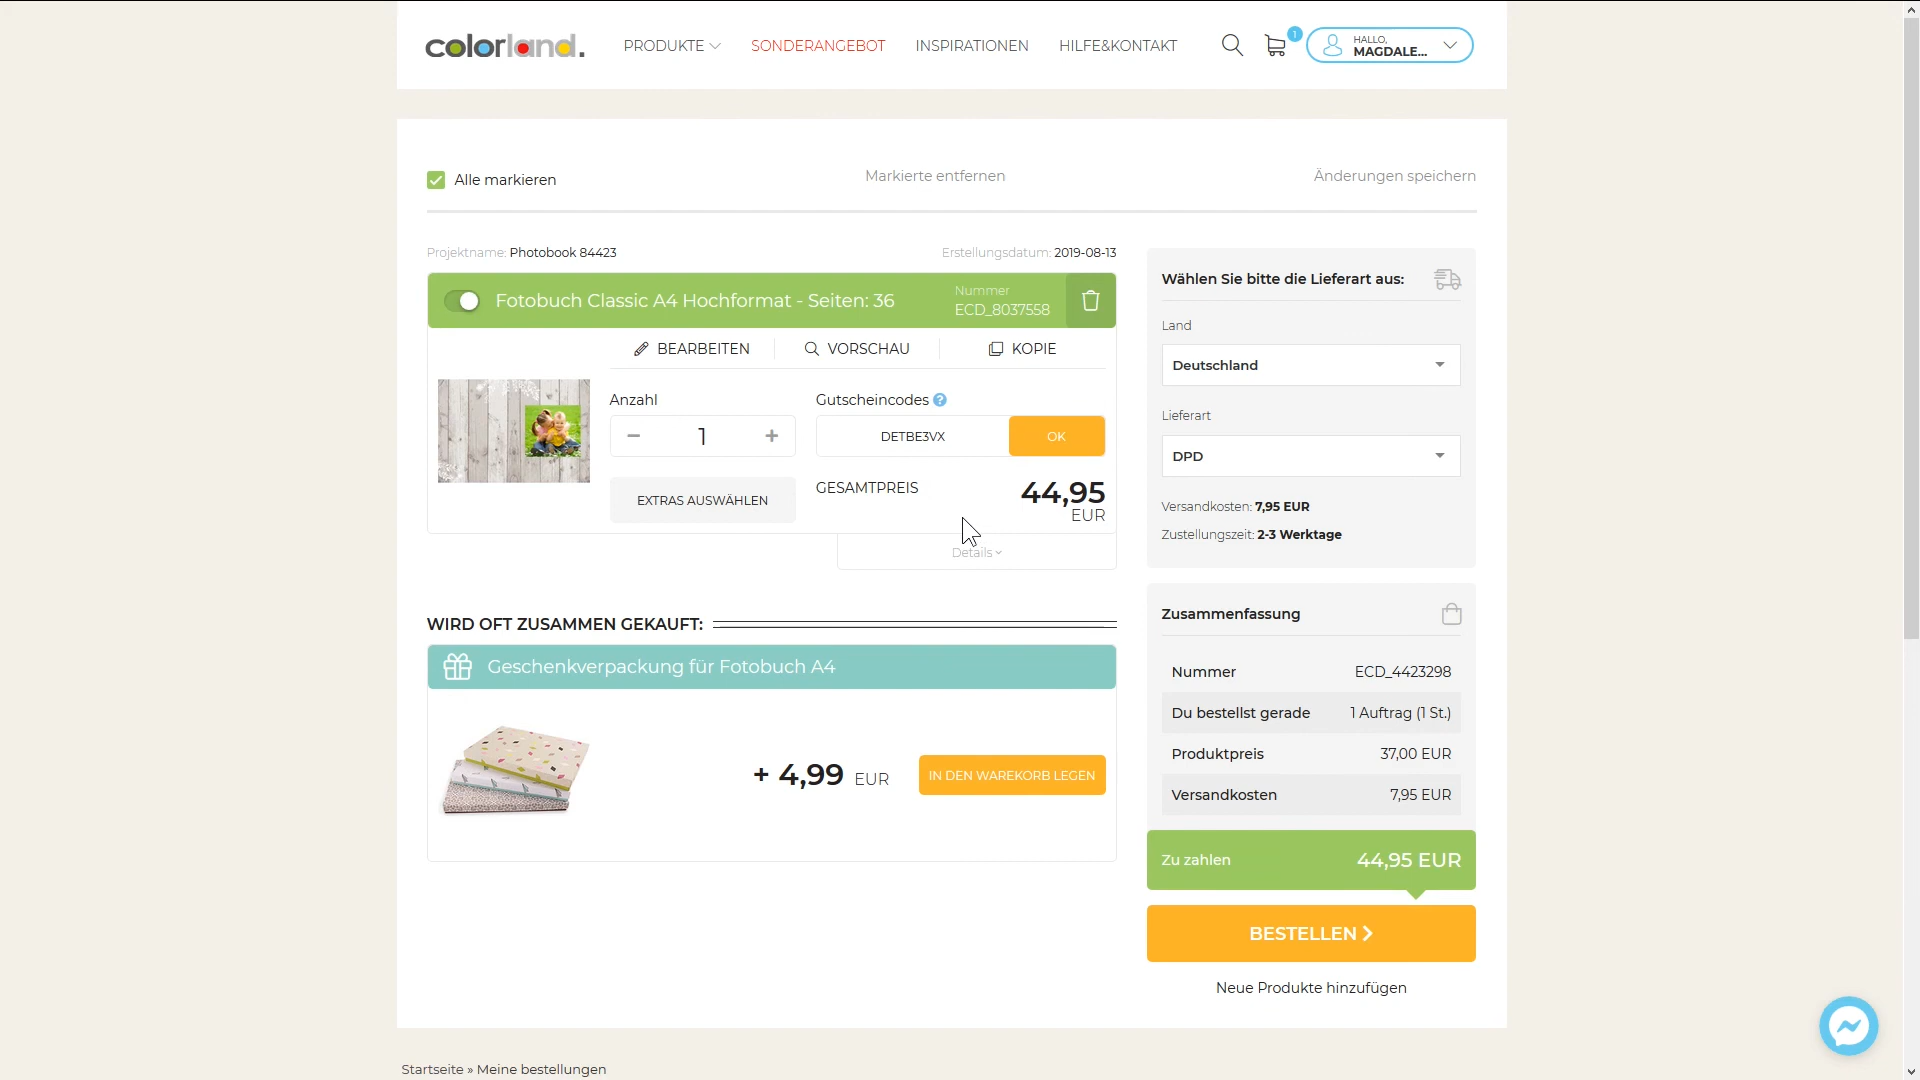 colorland.
PRODUKTE
SONDERANGEBOT
INSPIRATIONEN
HILFE&KONTAKT
1
HALLO,
MAGDALE...
Alle markieren
Markierte entfernen
Änderungen speichern
Projektname: Photobook 84423
Erstellungsdatum: 2019-08-13
Fotobuch Classic A4 Hochformat - Seiten: 36
Nummer
ECD_8037558
BEARBEITEN
VORSCHAU
KOPIE
Anzahl
Gutscheincodes ?
1
DETBE3VX
OK
EXTRAS AUSWÄHLEN
GESAMTPREIS
44,95
EUR
Details
WIRD OFT ZUSAMMEN GEKAUFT:
Geschenkverpackung für Fotobuch A4
+ 4,99 EUR
IN DEN WAREKORB LEGEN
Wählen Sie bitte die Lieferart aus:
Land
Deutschland
Lieferart
DPD
Versandkosten: 7,95 EUR
Zustellungszeit: 2-3 Werktage
Zusammenfassung
Nummer ECD_4423298
Du bestellst gerade 1 Auftrag (1 St.)
Produktpreis 37,00 EUR
Versandkosten 7,95 EUR
Zu zahlen 44,95 EUR
BESTELLEN
Neue Produkte hinzufügen
Startseite » Meine bestellungen